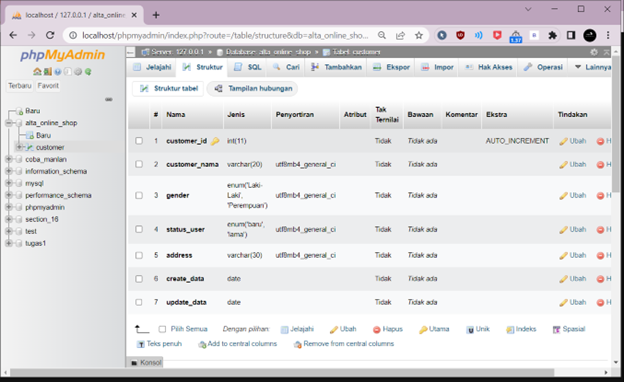 localhost / 127.0.0.1 / alta_online
localhost/phpmyadmin/index.php?route=/table/structure&db=alta_online_sho...
1.37
phpMyAdmin
Terbaru Favorit
Baru
alta_online_shop
Baru
customer
coba_manlan
information_schema
mysql
performance_schema
phpmyadmin
section_16
test
tugas1
Server: 127.0.0.1 » Database: alta_online_shop » Tabel: customer
Jelajahi Struktur SQL Cari Tambahkan Ekspor Impor Hak Akses Operasi Lainnya
Struktur tabel Tampilan hubungan
# Nama Jenis Penyortiran Atribut Tak Ternilai Bawaan Komentar Ekstra Tindakan
1 customer_id int(11) Tidak Tidak ada AUTO_INCREMENT Ubah H
2 customer_nama varchar(20) utf8mb4_general_ci Tidak Tidak ada Ubah H
3 gender enum('Laki-Laki', 'Perempuan') utf8mb4_general_ci Tidak Tidak ada Ubah H
4 status_user enum('baru', 'lama') utf8mb4_general_ci Tidak Tidak ada Ubah H
5 address varchar(30) utf8mb4_general_ci Tidak Tidak ada Ubah H
6 create_data date Tidak Tidak ada Ubah H
7 update_data date Tidak Tidak ada Ubah H
Pilih Semua Dengan pilihan Jelajahi Ubah Hapus Utama Unik Indeks Spasial
Teks penuh Add to central columns Remove from central columns
Konsol